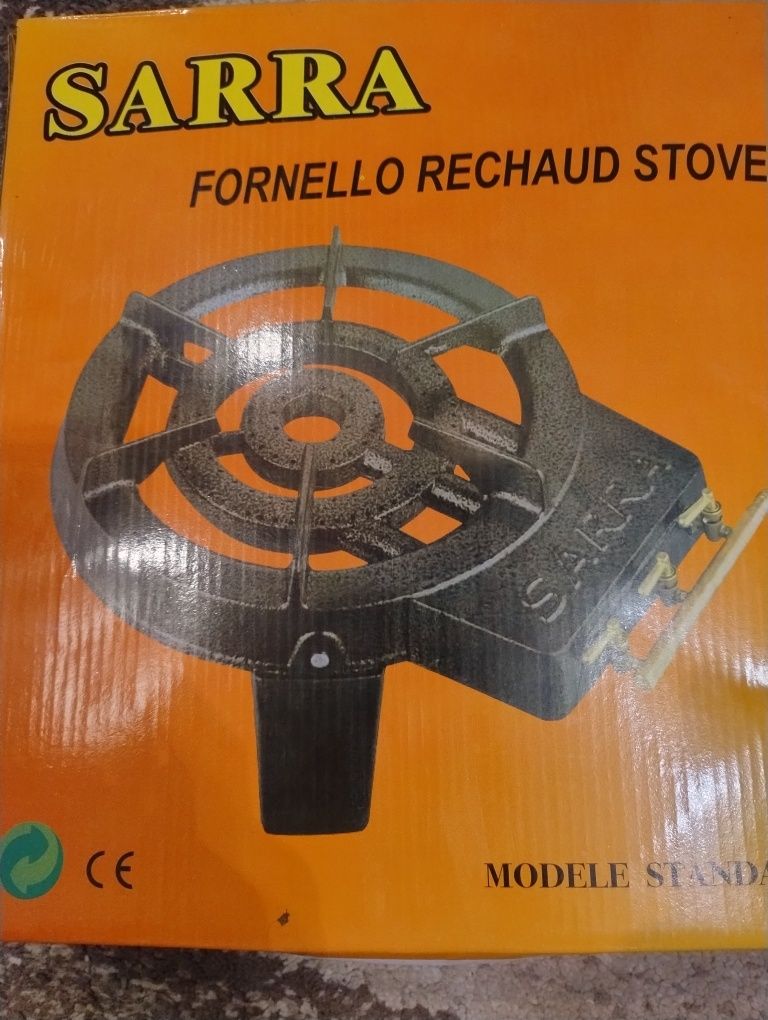 SARRA
FORNELLO RECHAUD STOVE
SARRA
CE
MODELE STANDA